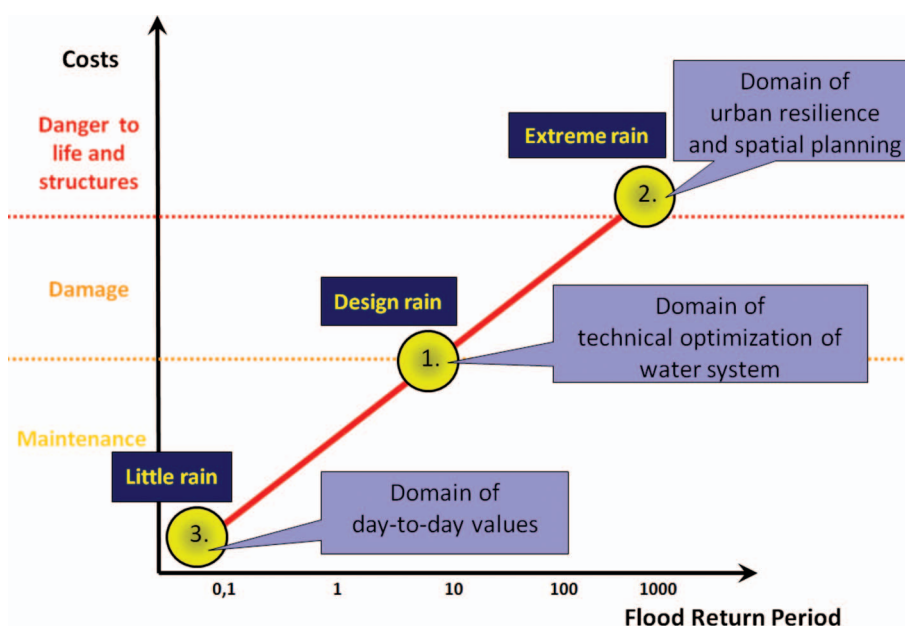 Costs
Danger to
life and
structures
Damage
Maintenance
Extreme rain
Domain of
urban resilience
and spatial planning
2.
Design rain
Domain of
technical optimization of
water system
1.
Little rain
Domain of
day-to-day values
3.
0,1 1 10 100 1000
Flood Return Period